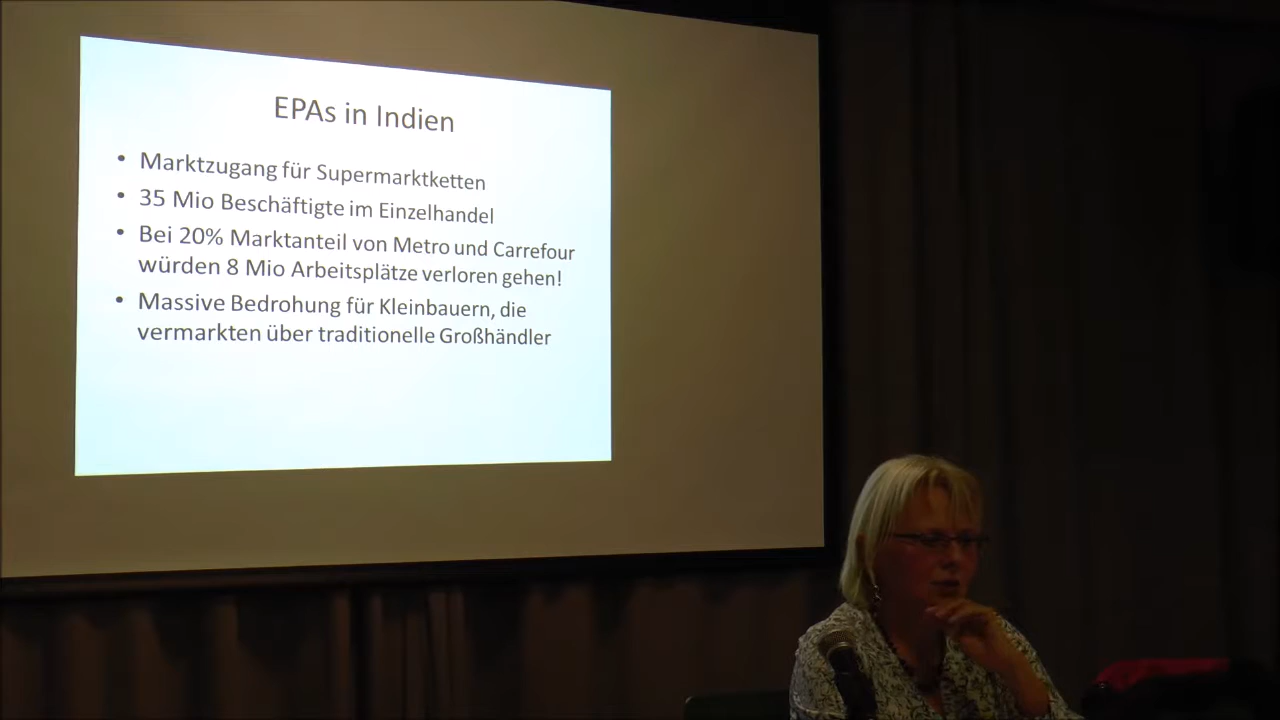 EPAs in Indien
• Marktzugang für Supermarktketten
• 35 Mio Beschäftigte im Einzelhandel
• Bei 20% Marktanteil von Metro und Carrefour
würden 8 Mio Arbeitsplätze verloren gehen!
• Massive Bedrohung für Kleinbauern, die
vermarkten über traditionelle Großhändler